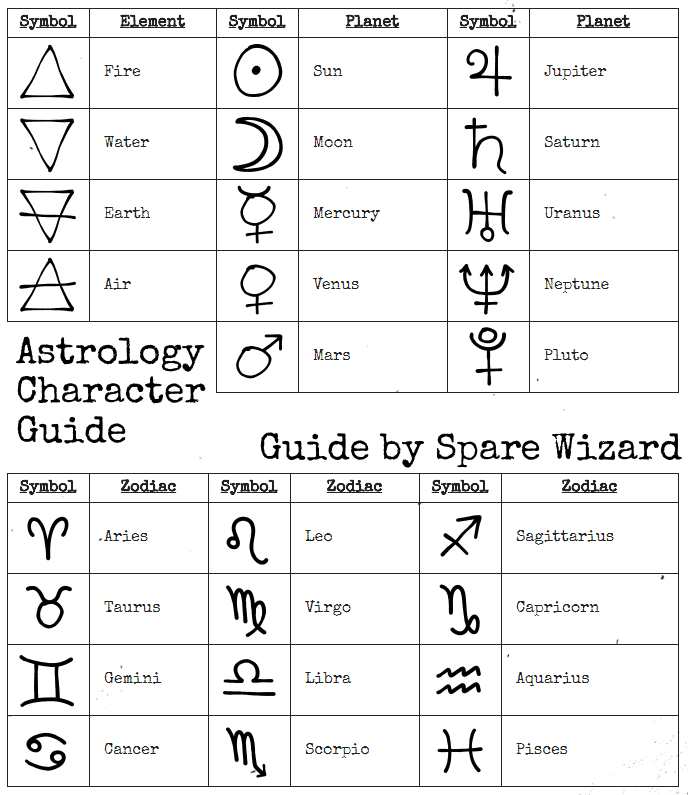 Symbol Element Symbol Planet Symbol Planet
Fire Sun Jupiter
Water Moon Saturn
Earth Mercury Uranus
Air Venus Neptune
Mars Pluto
Astrology
Character
Guide
Guide by Spare Wizard
Symbol Zodiac Symbol Zodiac Symbol Zodiac
Aries Leo Sagittarius
Taurus Virgo Capricorn
Gemini Libra Aquarius
Cancer Scorpio Pisces